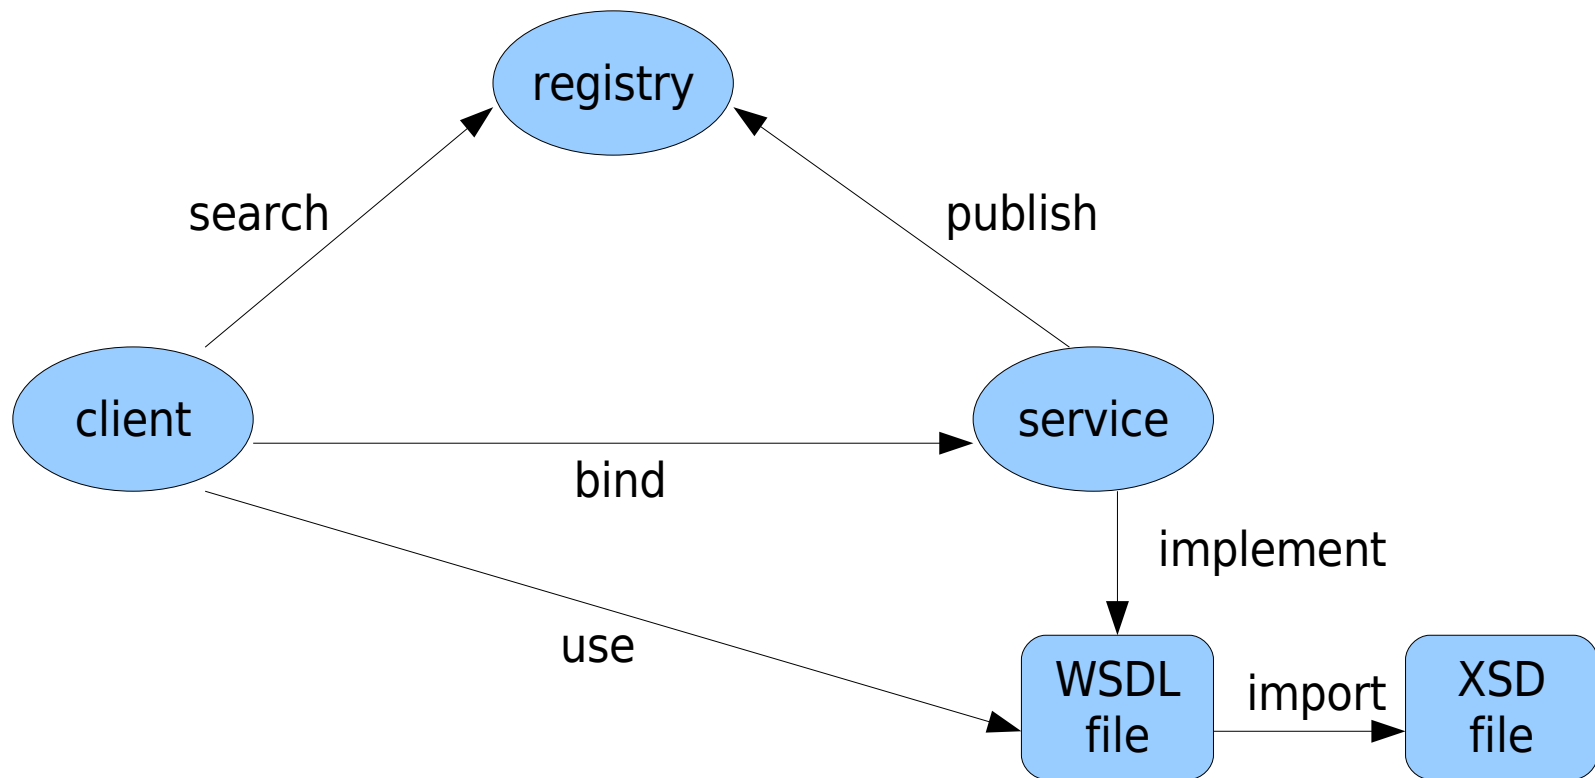 registry
search
publish
client
service
bind
implement
use
WSDL
file
import
XSD
file